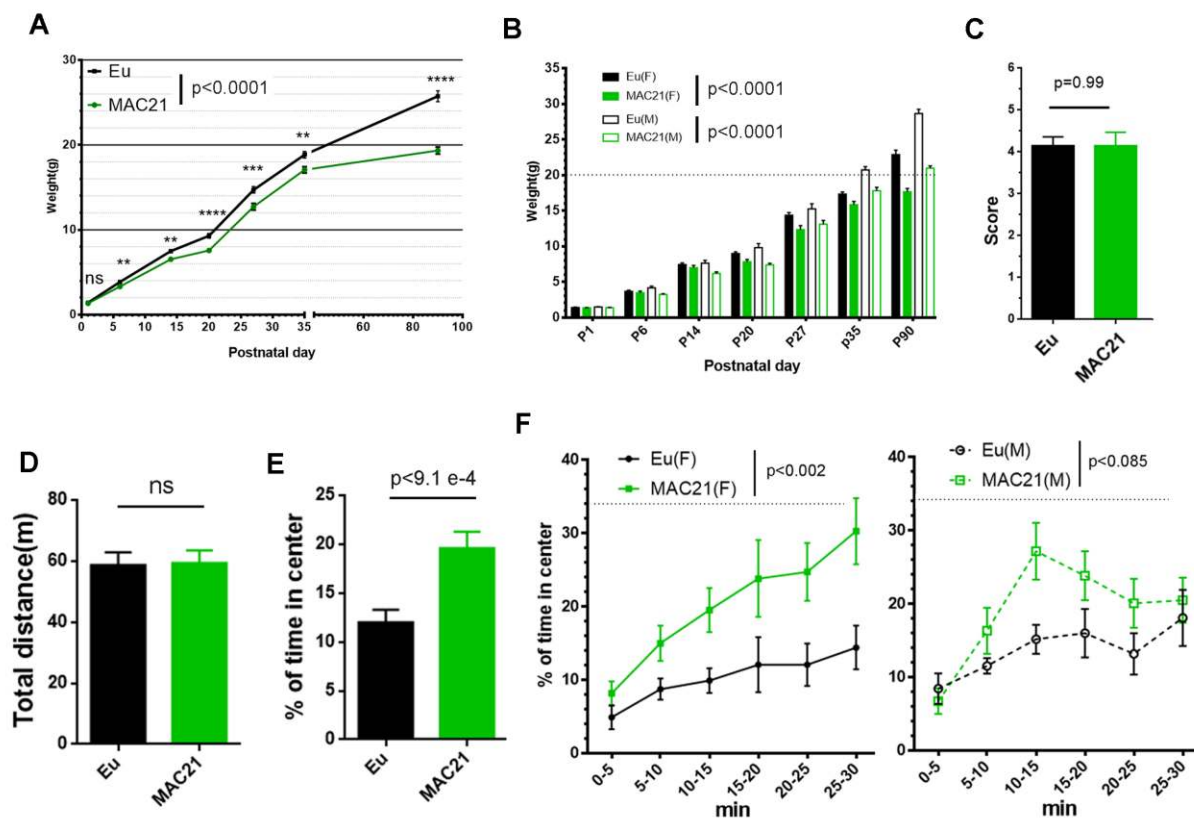 A
30
20
10
0
Weight(g)
Eu
MAC21
p<0.0001
ns
**
**
****
***
**
****
0 5 10 15 20 25 30 35 60 80 100
Postnatal day
B
35
30
25
20
15
10
5
0
Weight(g)
Eu(F)
MAC21(F)
p<0.0001
Eu(M)
MAC21(M)
p<0.0001
P1 P6 P14 P20 P27 p35 P90
Postnatal day
C
6
5
4
3
2
1
0
Score
p=0.99
Eu MAC21
D
80
60
40
20
0
Total distance(m)
ns
Eu MAC21
E
25
20
15
10
5
0
% of time in center
p<9.1 e-4
Eu MAC21
F
40
30
20
10
0
% of time in center
Eu(F)
MAC21(F)
p<0.002
0-5 5-10 10-15 15-20 20-25 25-30
min
40
30
20
10
0
Eu(M)
MAC21(M)
p<0.085
0-5 5-10 10-15 15-20 20-25 25-30
min